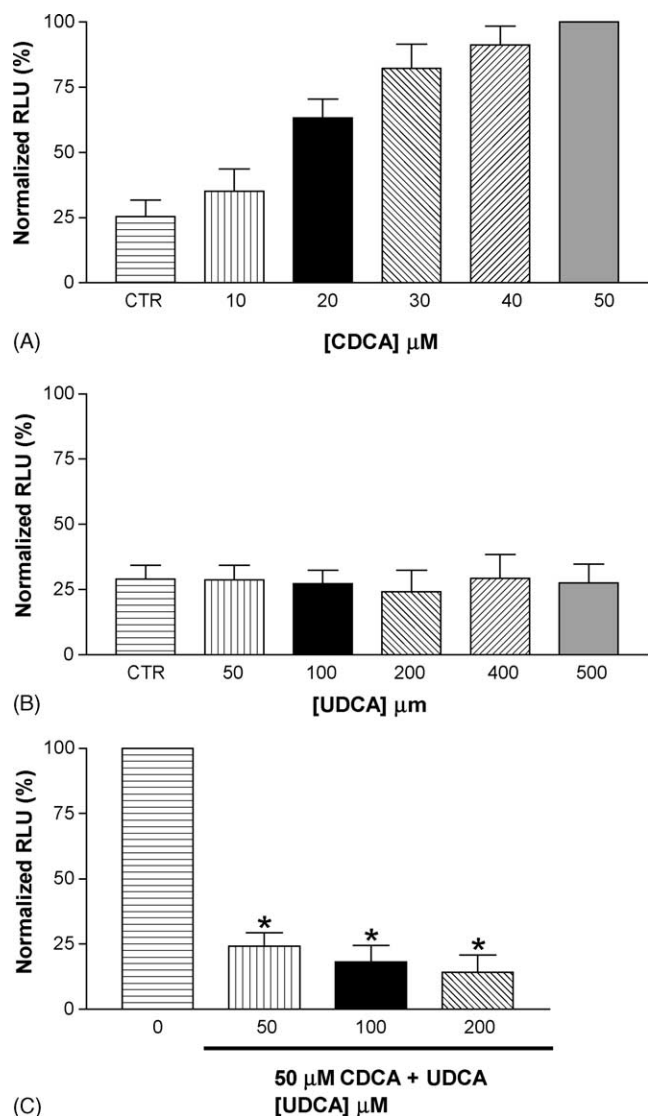 Normalized RLU (%)
100
75
50
25
0
CTR 10 20 30 40 50
(A)
[CDCA] μM
Normalized RLU (%)
100
75
50
25
0
CTR 50 100 200 400 500
(B)
[UDCA] μm
Normalized RLU (%)
100
75
50
25
0
* * *
0 50 100 200
50 μM CDCA + UDCA
(C)
[UDCA] μM